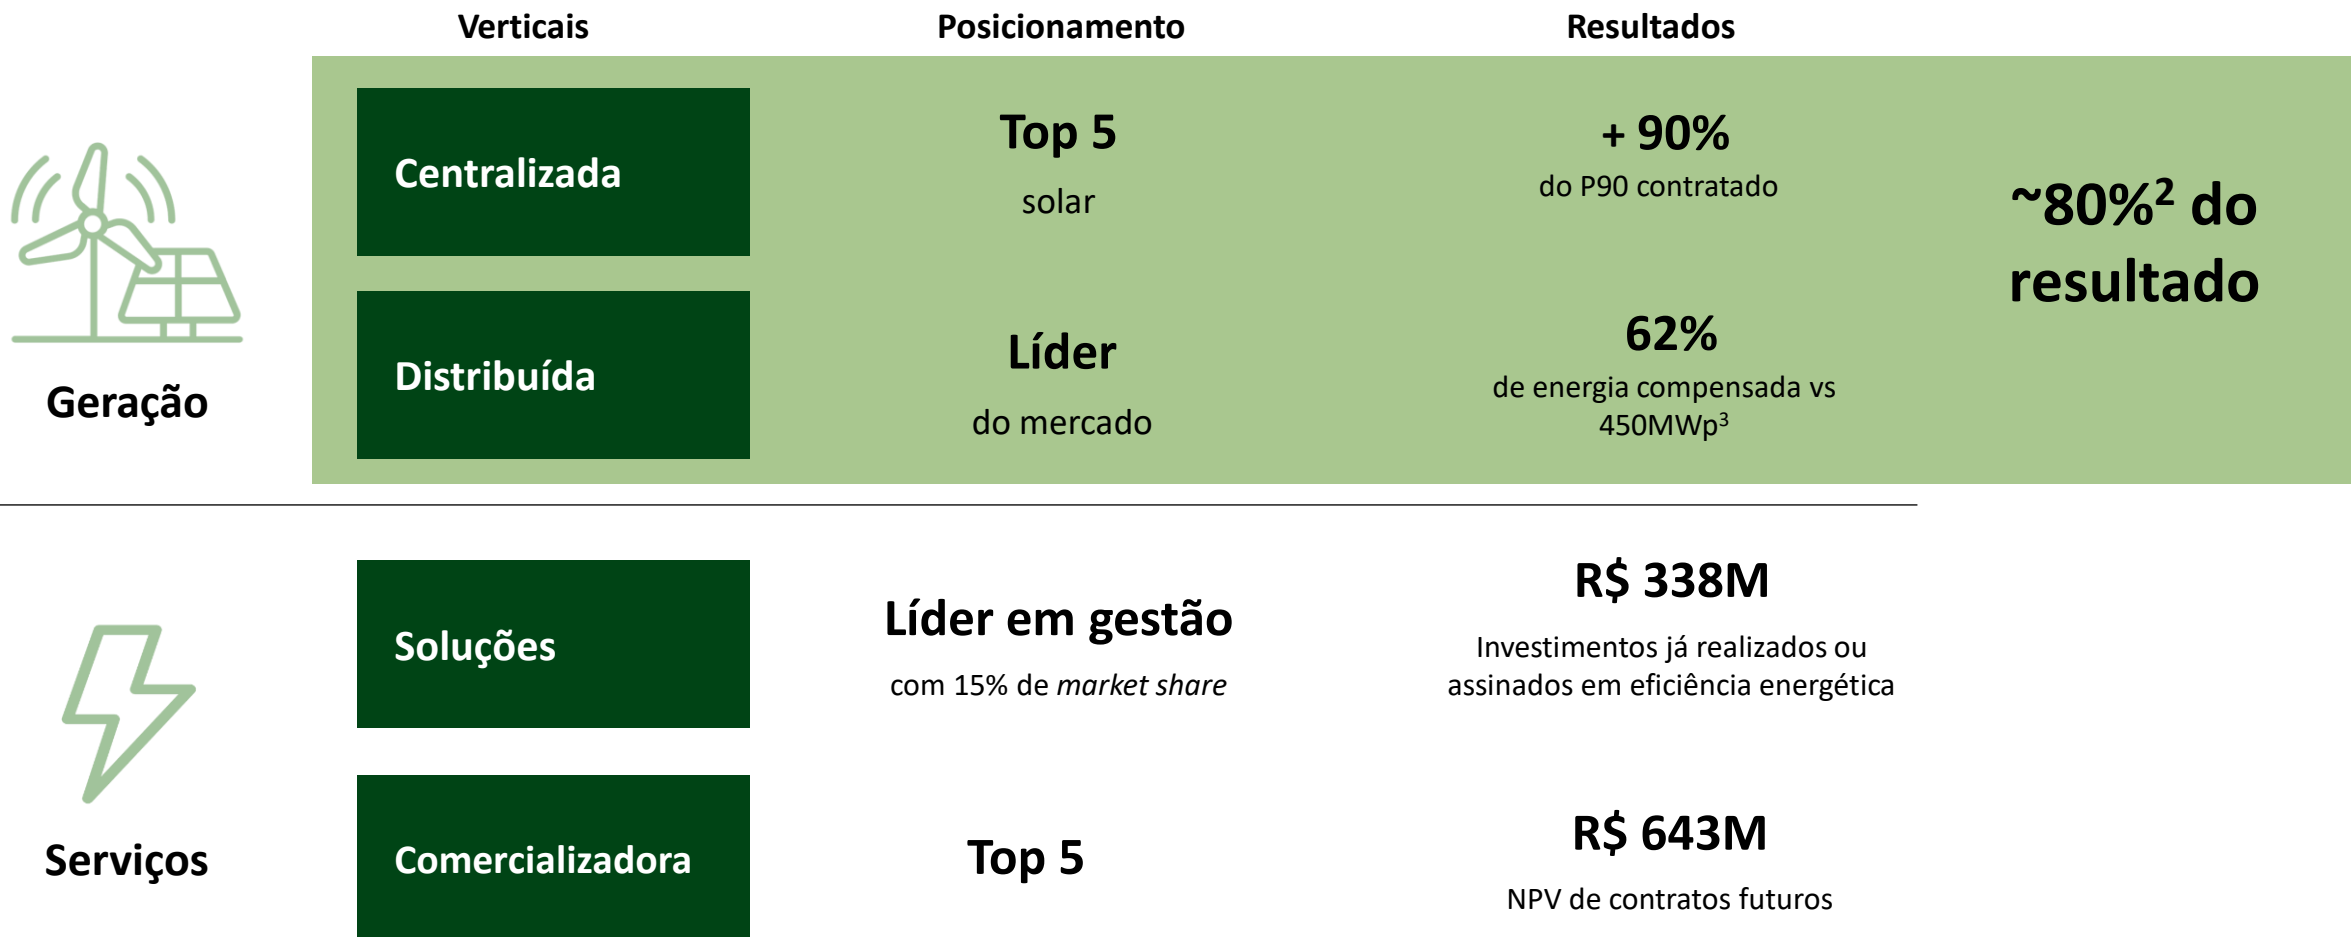 Verticais Posicionamento Resultados
Geração
Centralizada
Top 5
solar
+ 90%
do P90 contratado
Distribuída
Líder
do mercado
62%
de energia compensada vs
450MWp³
~80%² do
resultado
Serviços
Soluções
Líder em gestão
com 15% de market share
R$ 338M
Investimentos já realizados ou
assinados em eficiência energética
Comercializadora
Top 5
R$ 643M
NPV de contratos futuros